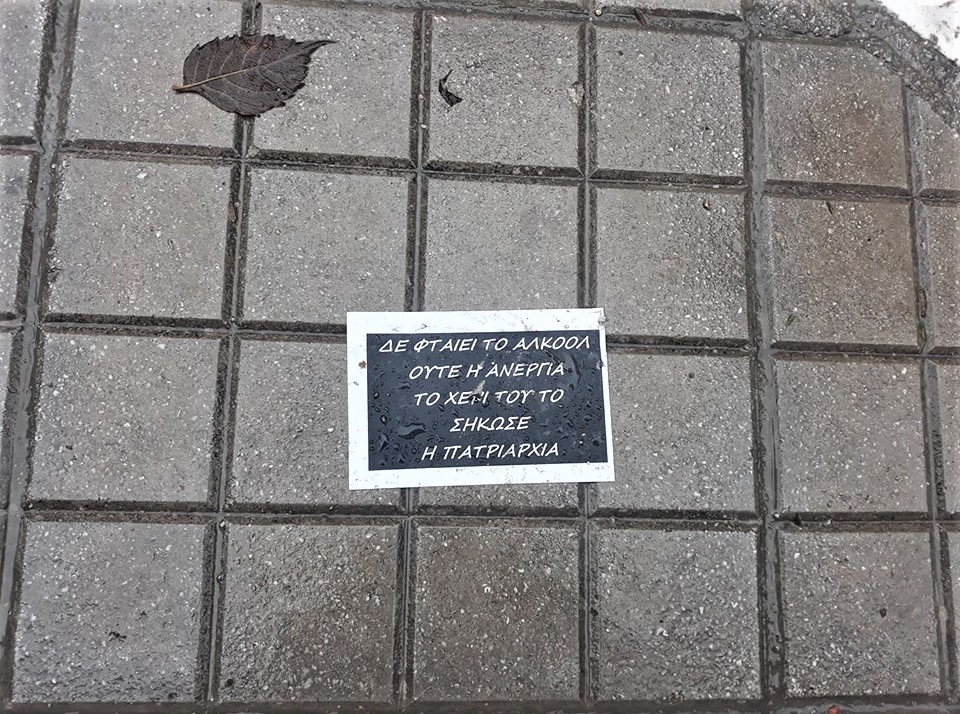 ΔΕ ΦΤΑΙΕΙ ΤΟ ΑΛΚΟΟΛ
ΟΥΤΕ Η ΑΝΕΡΓΙΑ
ΤΟ ΧΕΡΙ ΤΟΥ ΤΟ
ΣΗΚΩΣΕ
Η ΠΑΤΡΙΑΡΧΙΑ